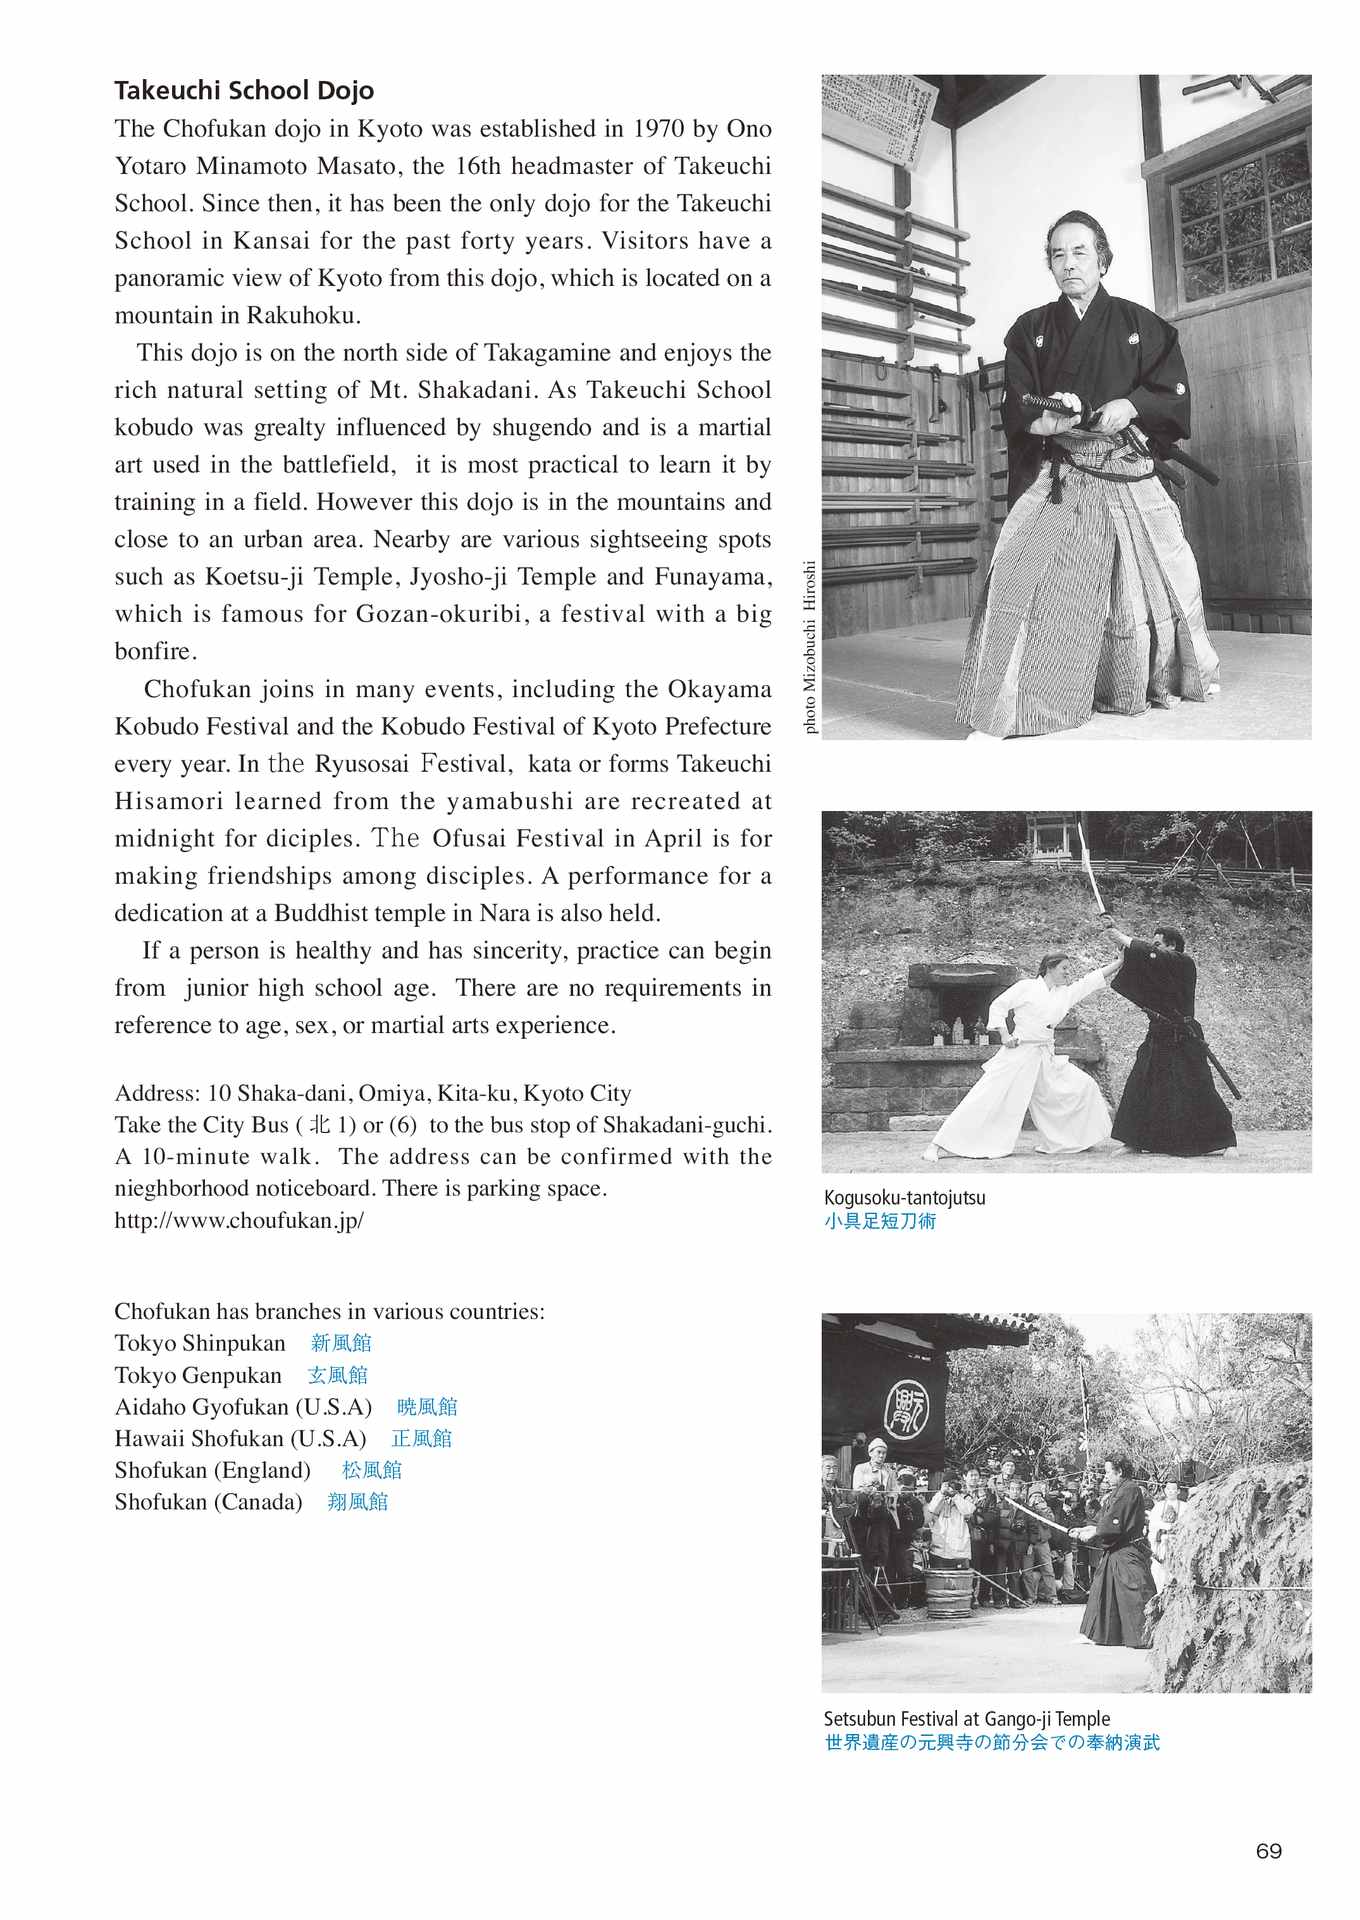 Takeuchi School Dojo
The Chofukan dojo in Kyoto was established in 1970 by Ono
Yotaro Minamoto Masato, the 16th headmaster of Takeuchi
School. Since then, it has been the only dojo for the Takeuchi
School in Kansai for the past forty years. Visitors have a
panoramic view of Kyoto from this dojo, which is located on a
mountain in Rakuhoku.
This dojo is on the north side of Takagamine and enjoys the
rich natural setting of Mt. Shakadani. As Takeuchi School
kobudo was grealty influenced by shugendo and is a martial
art used in the battlefield, it is most practical to learn it by
training in a field. However this dojo is in the mountains and
close to an urban area. Nearby are various sightseeing spots
such as Koetsu-ji Temple, Jyosho-ji Temple and Funayama,
which is famous for Gozan-okuribi, a festival with a big
bonfire.
Chofukan joins in many events, including the Okayama
Kobudo Festival and the Kobudo Festival of Kyoto Prefecture
every year. In the Ryusosai Festival, kata or forms Takeuchi
Hisamori learned from the yamabushi are recreated at
midnight for diciples. The Ofusai Festival in April is for
making friendships among disciples. A performance for a
dedication at a Buddhist temple in Nara is also held.
If a person is healthy and has sincerity, practice can begin
from junior high school age. There are no requirements in
reference to age, sex, or martial arts experience.
Address: 10 Shaka-dani, Omiya, Kita-ku, Kyoto City
Take the City Bus ( 北 1) or (6) to the bus stop of Shakadani-guchi.
A 10-minute walk. The address can be confirmed with the
nieghborhood noticeboard. There is parking space.
http://www.choufukan.jp/
Chofukan has branches in various countries:
Tokyo Shinpukan 新風館
Tokyo Genpukan 玄風館
Aidaho Gyofukan (U.S.A) 暁風館
Hawaii Shofukan (U.S.A) 正風館
Shofukan (England) 松風館
Shofukan (Canada) 翔風館
photo Mizobuchi Hiroshi
Kogusoku-tantojutsu
小具足短刀術
Setsubun Festival at Gango-ji Temple
世界遺産の元興寺の節分会での奉納演武
69